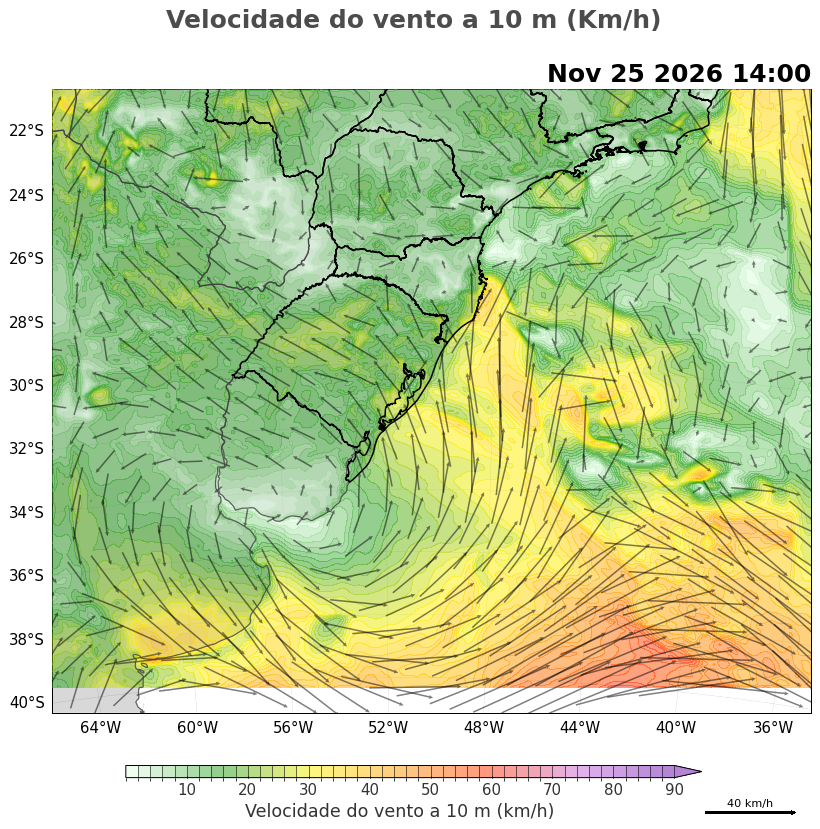 Velocidade do vento a 10 m (Km/h)
Nov 25 2026 14:00
22°S
24°S
26°S
28°S
30°S
32°S
34°S
36°S
38°S
40°S
64°W 60°W 56°W 52°W 48°W 44°W 40°W 36°W
10 20 30 40 50 60 70 80 90
Velocidade do vento a 10 m (km/h)
40 km/h